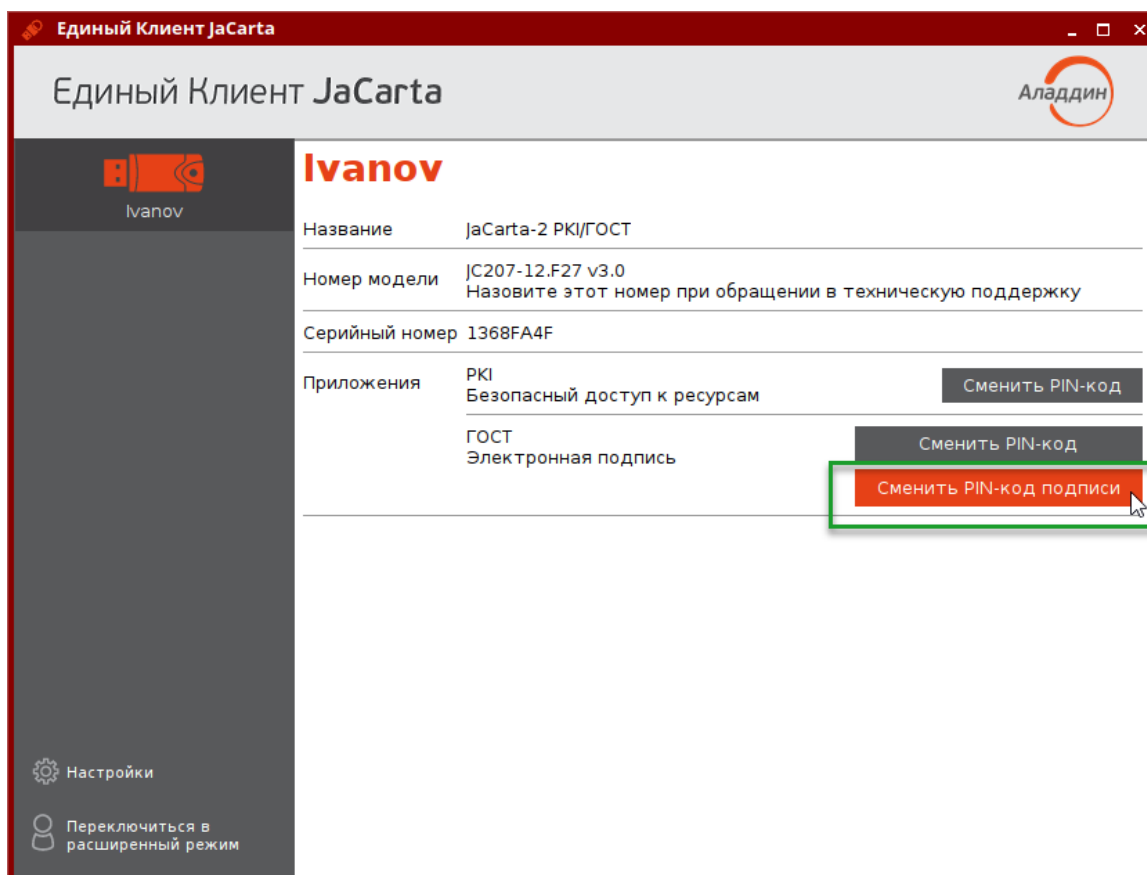 Единый Клиент JaCarta
Единый Клиент JaCarta
Аладдин
Ivanov
Ivanov
Название JaCarta-2 PKI/ГОСТ
Номер модели JC207-12.F27 v3.0
Назовите этот номер при обращении в техническую поддержку
Серийный номер 1368FA4F
Приложения PKI
Безопасный доступ к ресурсам
Сменить PIN-код
ГОСТ
Электронная подпись
Сменить PIN-код
Сменить PIN-код подписи
Настройки
Переключиться в
расширенный режим